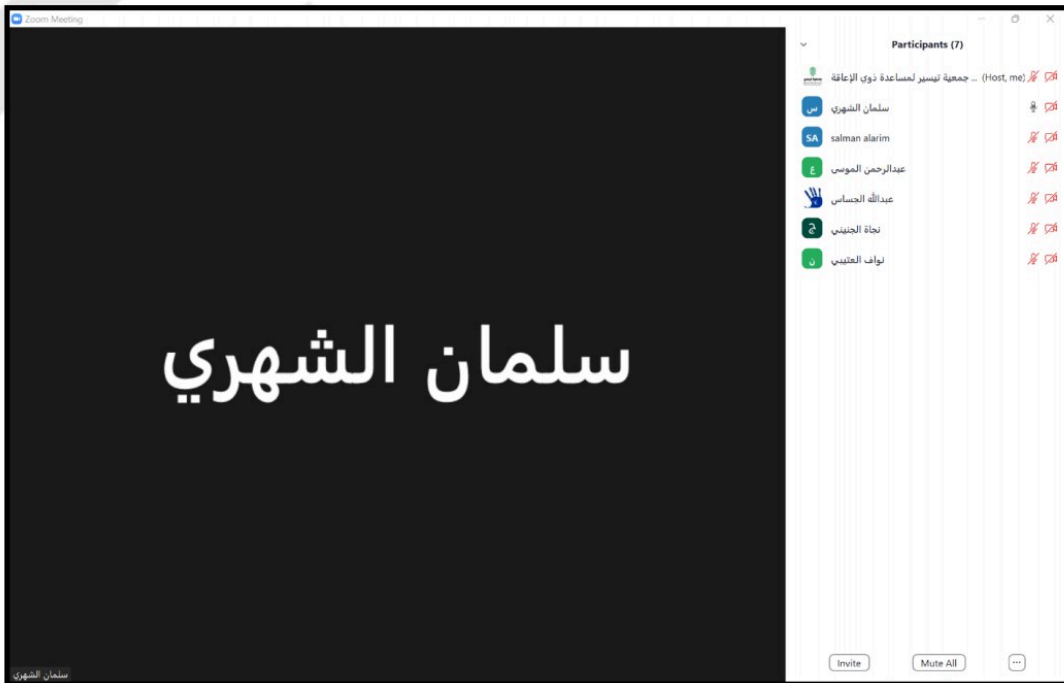 Zoom Meeting
Participants (7)
جمعية تيسير لمساعدة ذوي الإعاقة ... (Host, me)
س سلمان الشهري
SA salman alarim
ع عبدالرحمن الموسى
عبدالله الجساس
نجاة الجنيني
ن نواف العتيبي
سلمان الشهري
سلمان الشهري
Invite
Mute All